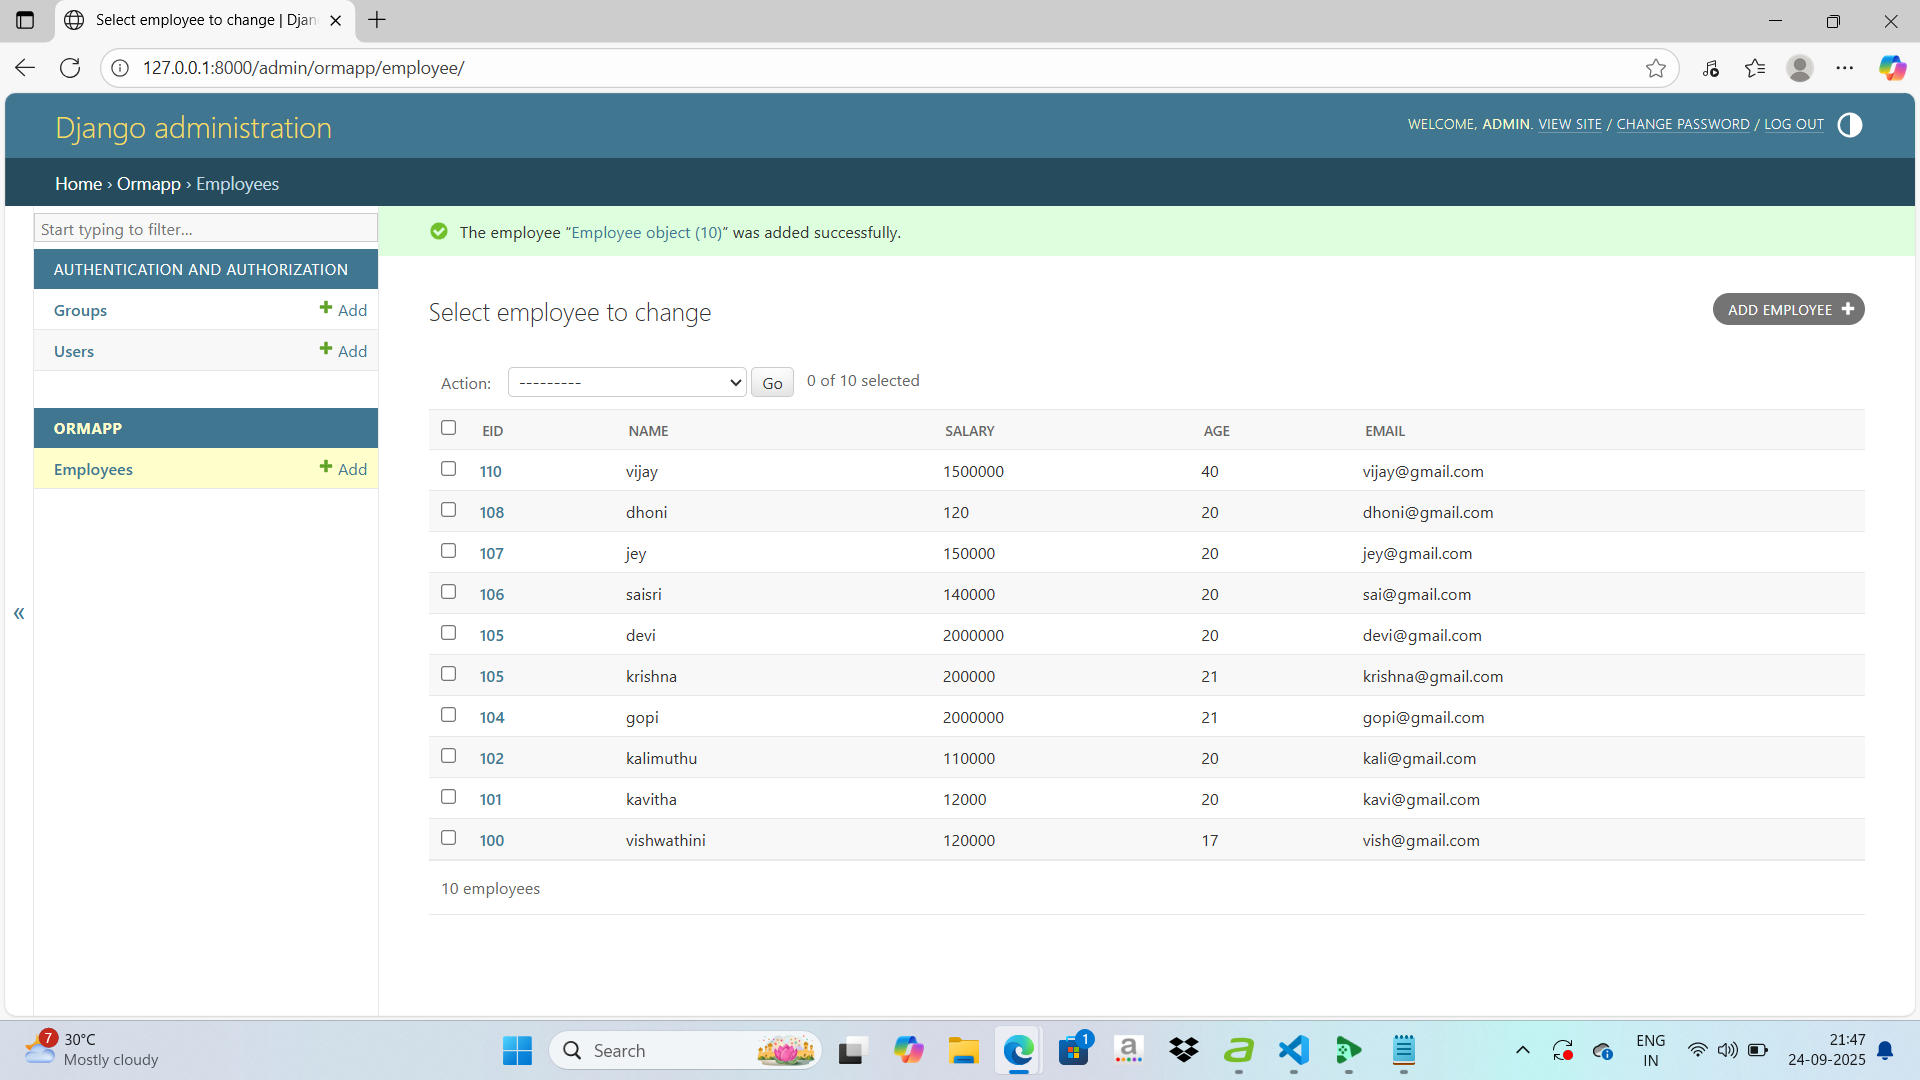 Select employee to change | Djan
127.0.0.1:8000/admin/ormapp/employee/
Django administration
WELCOME, ADMIN. VIEW SITE / CHANGE PASSWORD / LOG OUT
Home › Ormapp › Employees
Start typing to filter...
The employee “Employee object (10)” was added successfully.
AUTHENTICATION AND AUTHORIZATION
Groups Add
Users Add
ORMAPP
Employees Add
Select employee to change
ADD EMPLOYEE
Action: --------- Go 0 of 10 selected
EID NAME SALARY AGE EMAIL
110 vijay 1500000 40 vijay@gmail.com
108 dhoni 120 20 dhoni@gmail.com
107 jey 150000 20 jey@gmail.com
106 saisri 140000 20 sai@gmail.com
105 devi 2000000 20 devi@gmail.com
105 krishna 200000 21 krishna@gmail.com
104 gopi 2000000 21 gopi@gmail.com
102 kalimuthu 110000 20 kali@gmail.com
101 kavitha 12000 20 kavi@gmail.com
100 vishwathini 120000 17 vish@gmail.com
10 employees
«
7
30°C
Mostly cloudy
Search
1
a
a
ENG
IN
21:47
24-09-2025